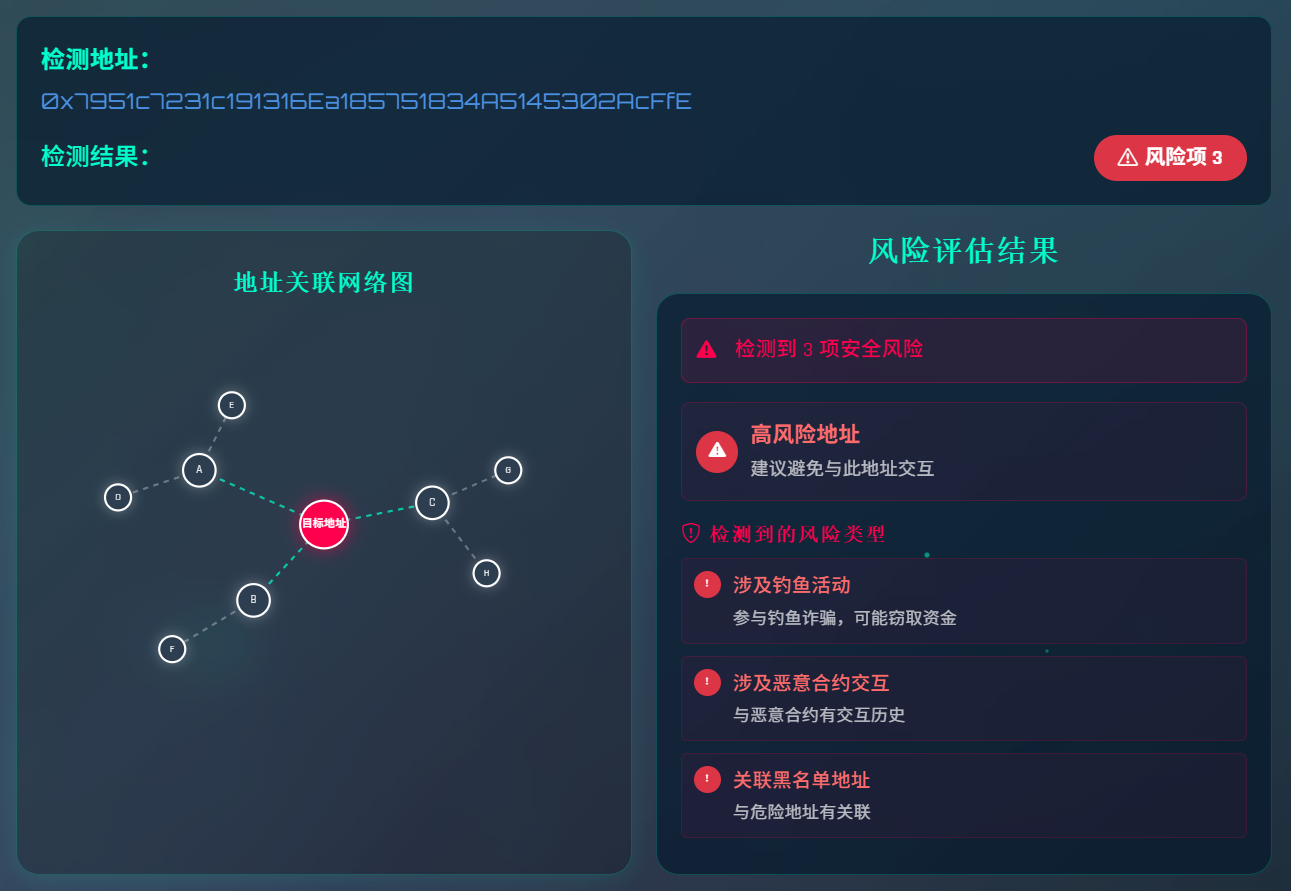 检测地址：
0x7951c7231c191316Ea185751834A5145302AcFfE
检测结果：
风险项 3
地址关联网络图
E
A
D
G
C
目标地址
H
B
F
风险评估结果
检测到 3 项安全风险
高风险地址
建议避免与此地址交互
检测到的风险类型
涉及钓鱼活动
参与钓鱼诈骗，可能窃取资金
涉及恶意合约交互
与恶意合约有交互历史
关联黑名单地址
与危险地址有关联